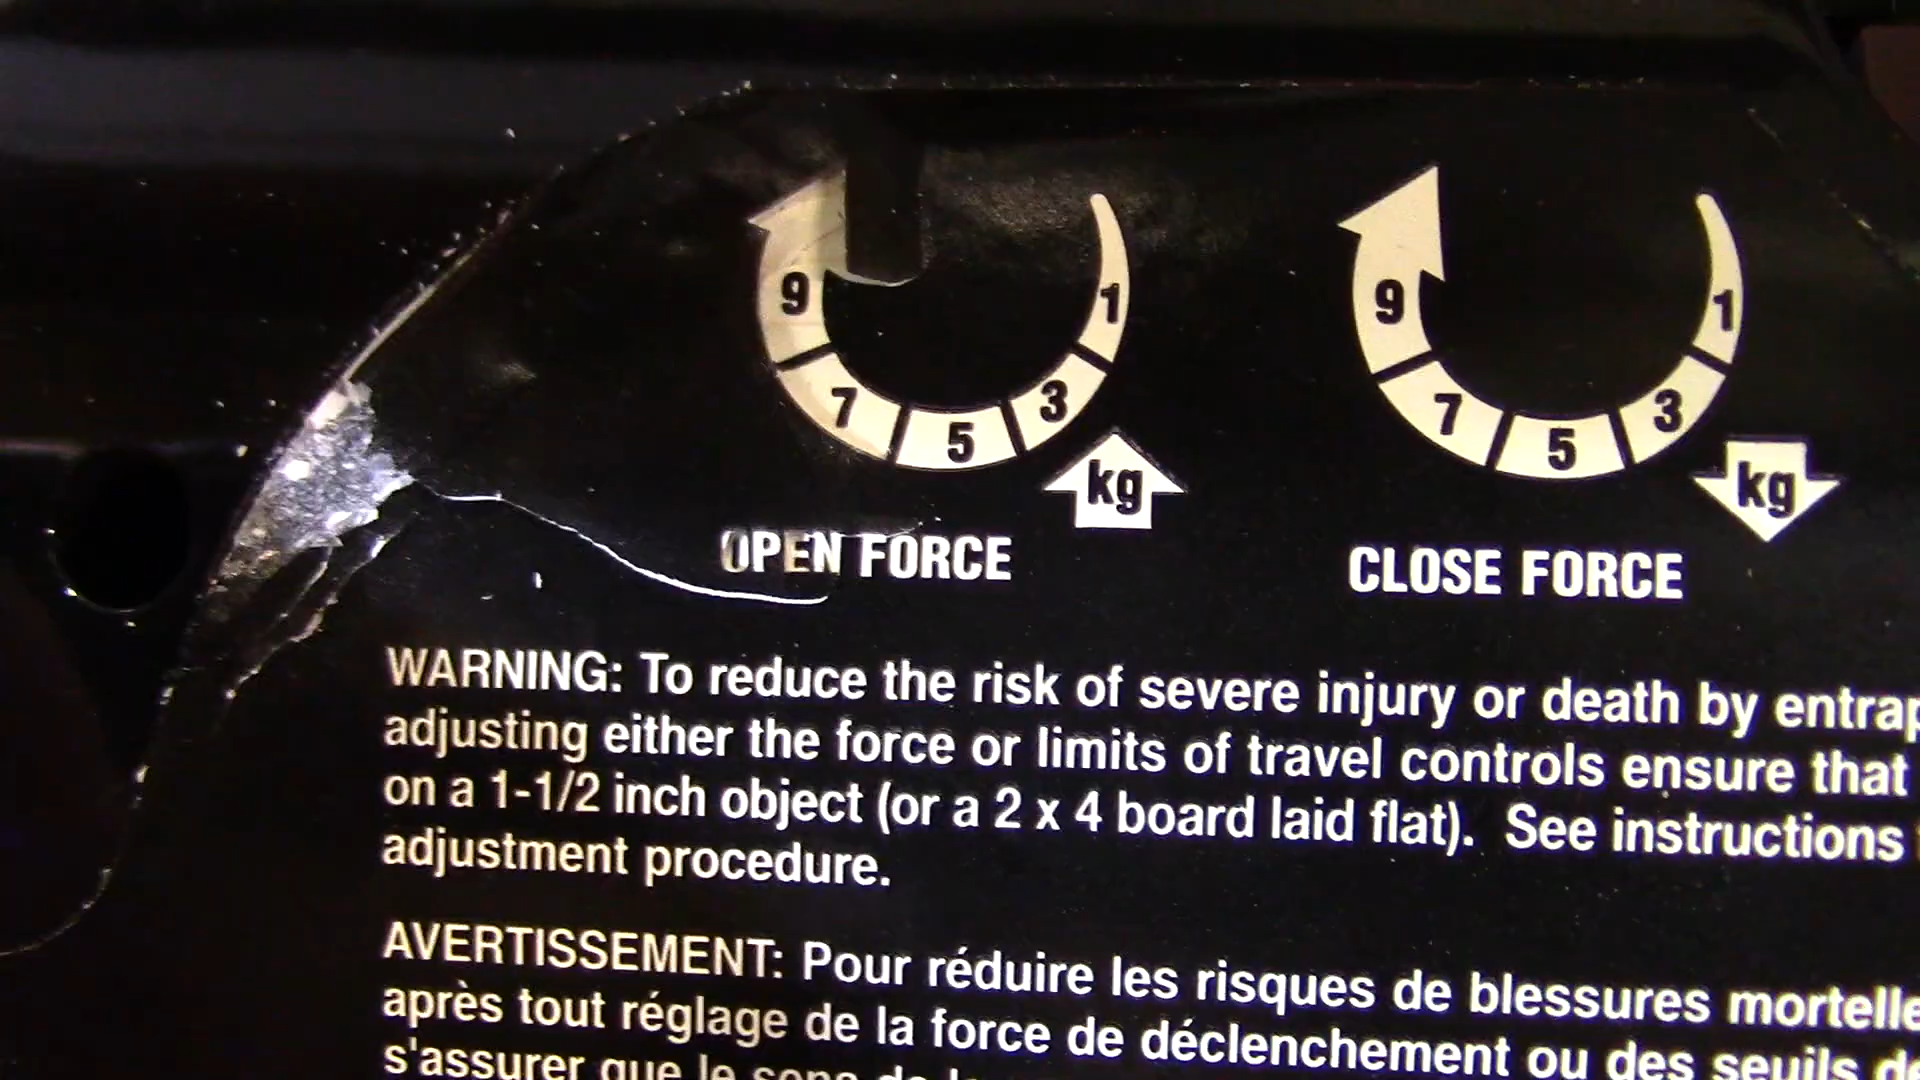 9 7 5 3 1
kg
OPEN FORCE
9 7 5 3 1
kg
CLOSE FORCE
WARNING: To reduce the risk of severe injury or death by
adjusting either the force or limits of travel controls ensure that
on a 1-1/2 inch object (or a 2 x 4 board laid flat). See instructions
adjustment procedure.
AVERTISSEMENT: Pour réduire les risques de blessures
après tout réglage de la force de déclenchement ou des seuils
s'assurer que le sens de